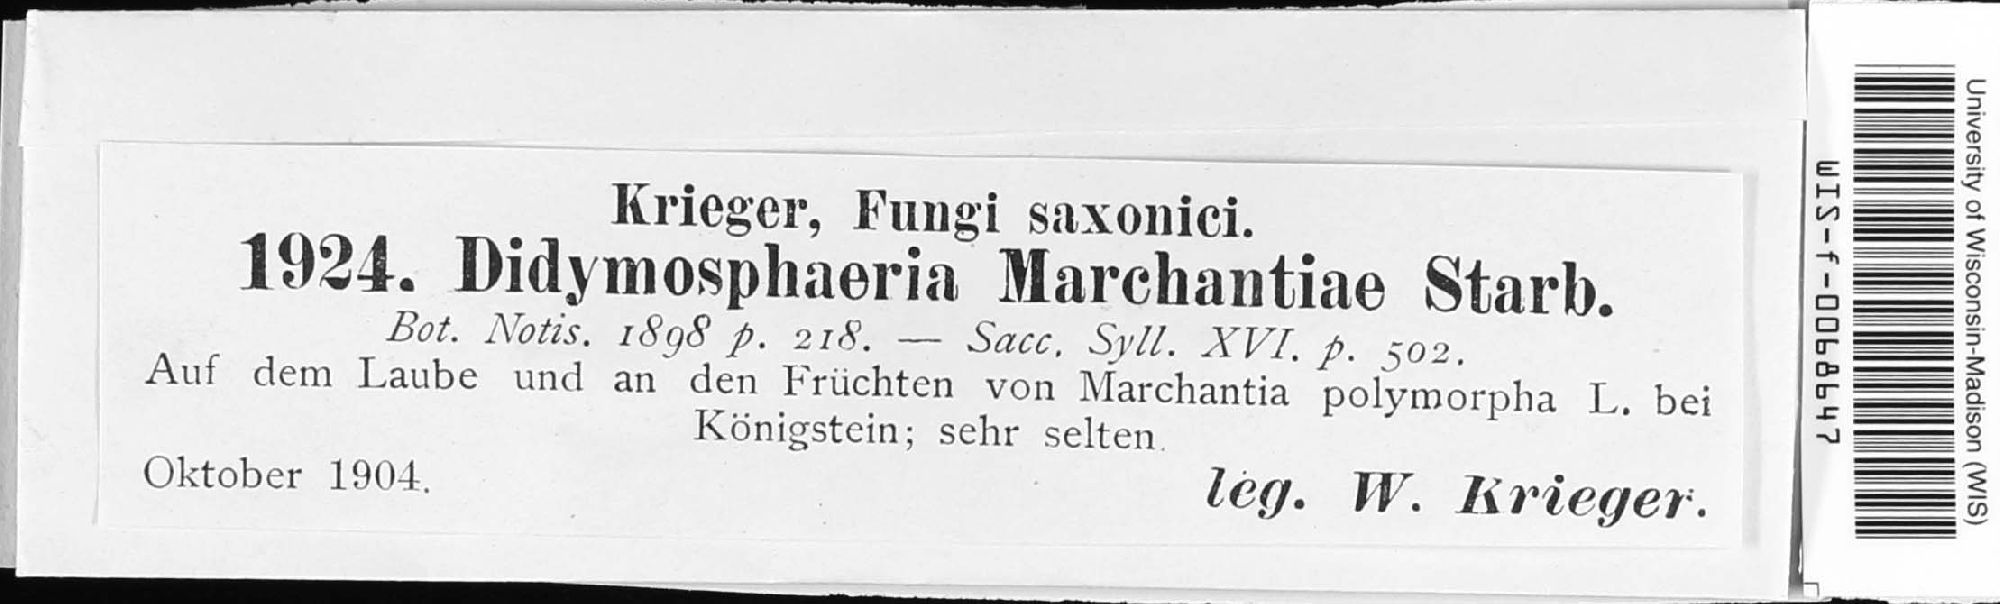 Krieger, Fungi saxonici.
1924. Didymosphaeria Marchantiae Starb.
Bot. Notis. 1898 p. 218. — Sacc. Syll. XVI. p. 502.
Auf dem Laube und an den Früchten von Marchantia polymorpha L. bei
Königstein; sehr selten.
Oktober 1904.
leg. W. Krieger.
WIS-f-0068647
University of Wisconsin-Madison (WIS)